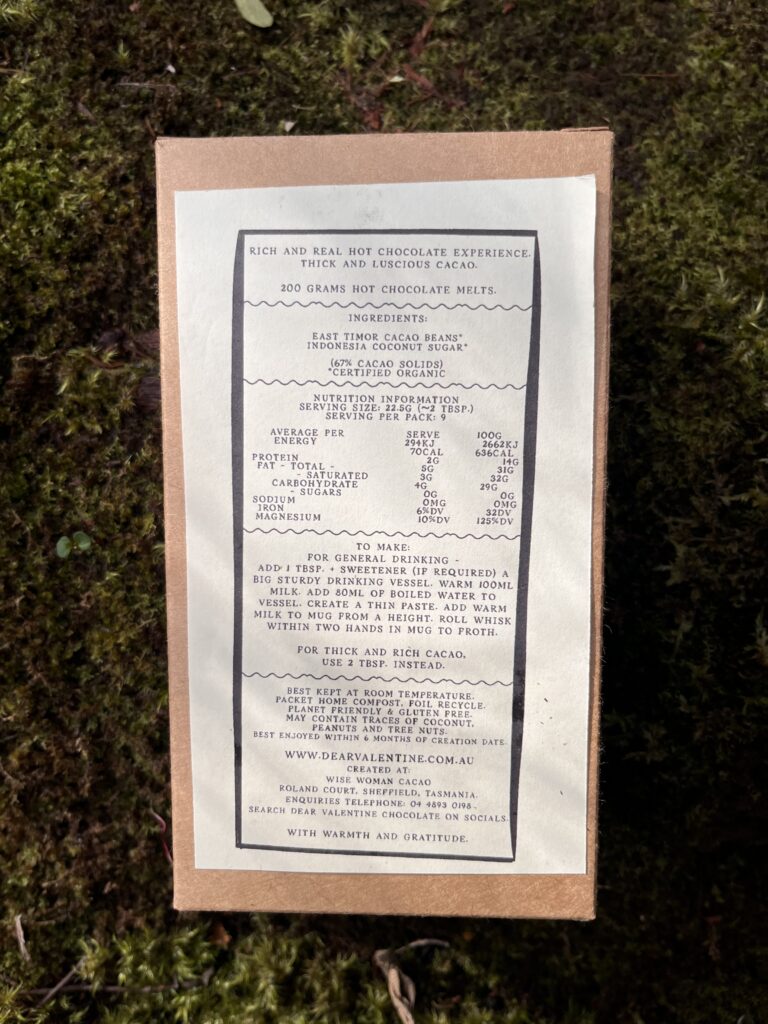 RICH AND REAL HOT CHOCOLATE EXPERIENCE.
THICK AND LUSCIOUS CACAO.
200 GRAMS HOT CHOCOLATE MELTS.
INGREDIENTS:
EAST TIMOR CACAO BEANS*
INDONESIA COCONUT SUGAR*
(67% CACAO SOLIDS)
*CERTIFIED ORGANIC
NUTRITION INFORMATION
SERVING SIZE: 22.5G (~2 TBSP.)
SERVING PER PACK: 9
AVERAGE PER SERVE 100G
ENERGY 294KJ 2662KJ
70CAL 636CAL
PROTEIN 2G 14G
FAT - TOTAL - 5G 31G
- SATURATED 3G 32G
CARBOHYDRATE 4G 29G
- SUGARS 0G 0G
SODIUM 0MG 0MG
IRON 6%DV 32DV
MAGNESIUM 10%DV 125%DV
TO MAKE:
FOR GENERAL DRINKING -
ADD 1 TBSP. + SWEETENER (IF REQUIRED) A
BIG STURDY DRINKING VESSEL. WARM 100ML
MILK. ADD 80ML OF BOILED WATER TO
VESSEL. CREATE A THIN PASTE. ADD WARM
MILK TO MUG FROM A HEIGHT. ROLL WHISK
WITHIN TWO HANDS IN MUG TO FROTH.
FOR THICK AND RICH CACAO,
USE 2 TBSP. INSTEAD.
BEST KEPT AT ROOM TEMPERATURE.
PACKET HOME COMPOST, FOIL RECYCLE.
PLANET FRIENDLY & GLUTEN FREE.
MAY CONTAIN TRACES OF COCONUT,
PEANUTS AND TREE NUTS.
BEST ENJOYED WITHIN 6 MONTHS OF CREATION DATE.
WWW.DEARVALENTINE.COM.AU
CREATED AT:
WISE WOMAN CACAO
ROLAND COURT, SHEFFIELD, TASMANIA.
ENQUIRIES TELEPHONE: 04 4893 0198.
SEARCH DEAR VALENTINE CHOCOLATE ON SOCIALS.
WITH WARMTH AND GRATITUDE.